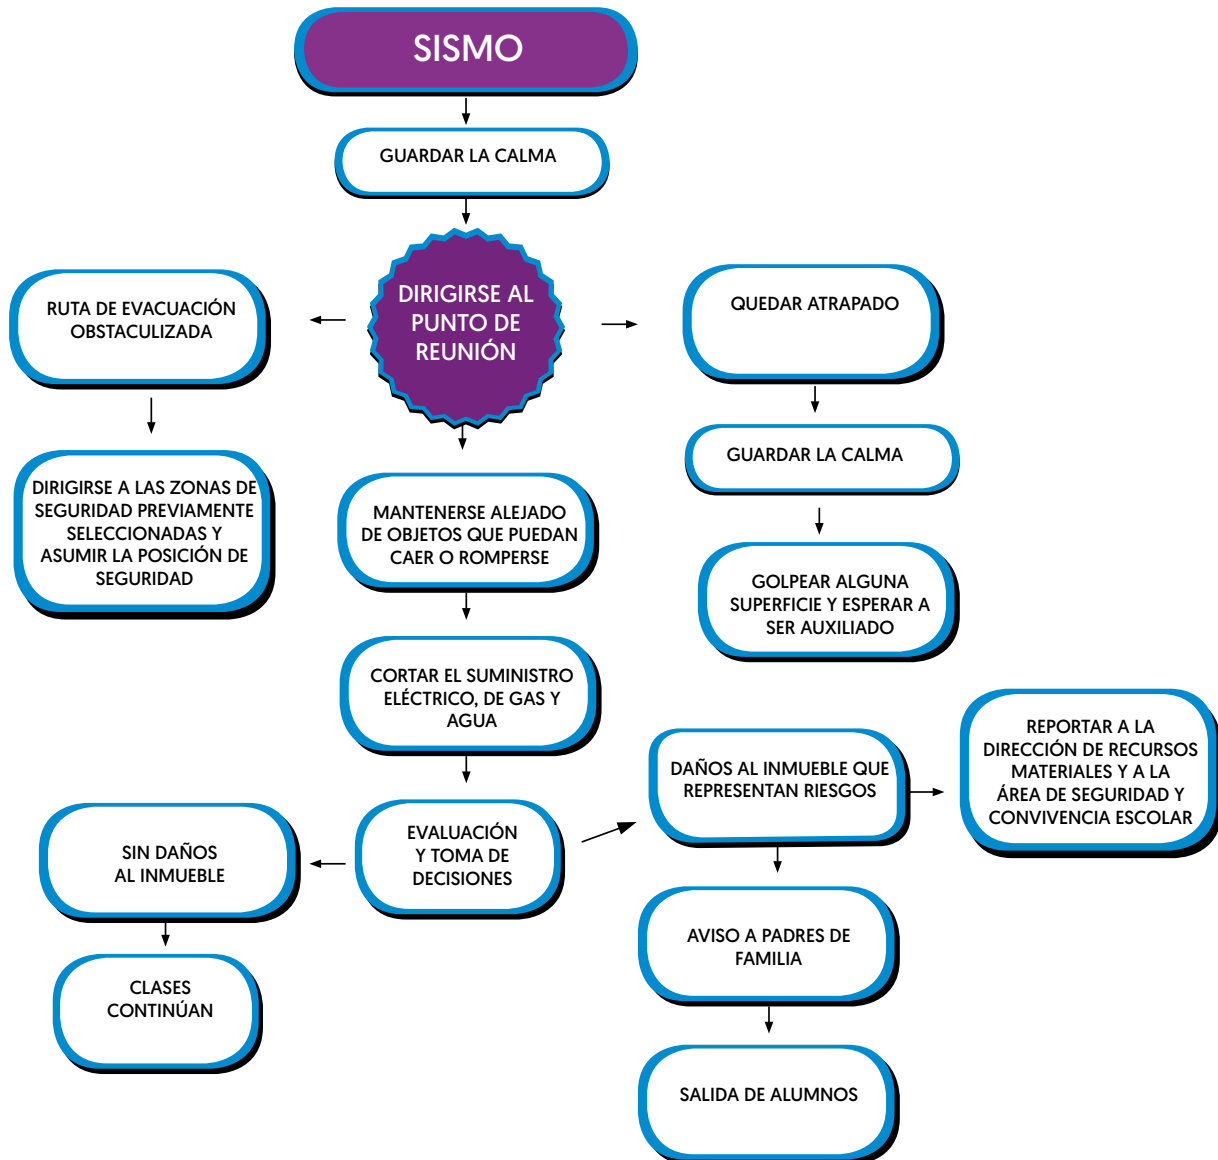 SISMO
GUARDAR LA CALMA
DIRIGIRSE AL
PUNTO DE
REUNIÓN
RUTA DE EVACUACIÓN
OBSTACULIZADA
DIRIGIRSE A LAS ZONAS DE
SEGURIDAD PREVIAMENTE
SELECCIONADAS Y
ASUMIR LA POSICIÓN DE
SEGURIDAD
QUEDAR ATRAPADO
GUARDAR LA CALMA
GOLPEAR ALGUNA
SUPERFICIE Y ESPERAR A
SER AUXILIADO
MANTENERSE ALEJADO
DE OBJETOS QUE PUEDAN
CAER O ROMPERSE
CORTAR EL SUMINISTRO
ELÉCTRICO, DE GAS Y
AGUA
EVALUACIÓN
Y TOMA DE
DECISIONES
SIN DAÑOS
AL INMUEBLE
CLASES
CONTINÚAN
DAÑOS AL INMUEBLE QUE
REPRESENTAN RIESGOS
REPORTAR A LA
DIRECCIÓN DE RECURSOS
MATERIALES Y A LA
ÁREA DE SEGURIDAD Y
CONVIVENCIA ESCOLAR
AVISO A PADRES DE
FAMILIA
SALIDA DE ALUMNOS